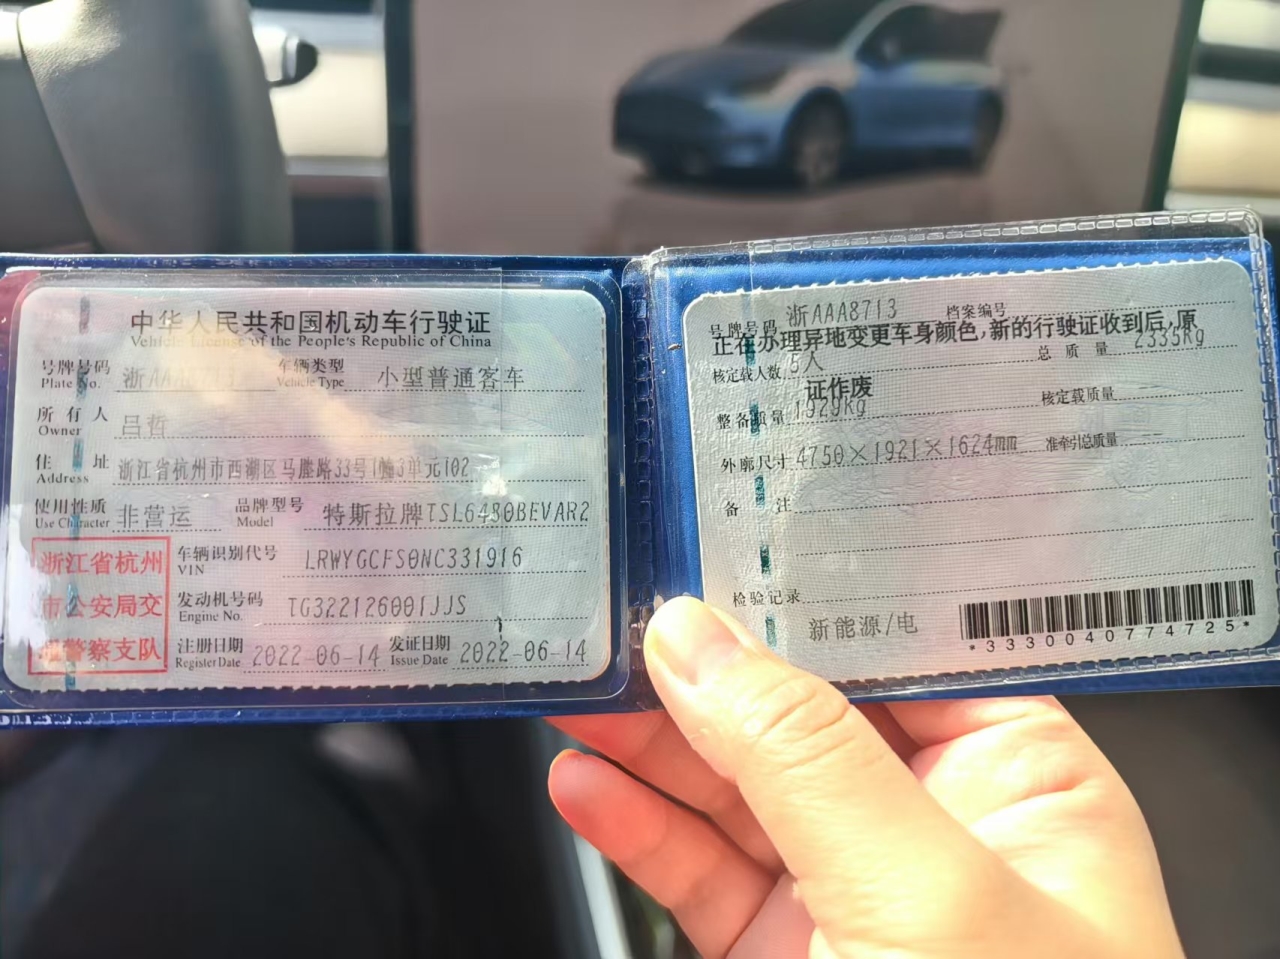 中华人民共和国机动车行驶证
Vehicle License of the People's Republic of China
号牌号码 Plate No. 浙AAA8713 车辆类型 Vehicle Type 小型普通客车
所有人 Owner 吕哲
住址 Address 浙江省杭州市西湖区马塍路33号1幢3单元102
使用性质 Use Character 非营运 品牌型号 Model 特斯拉牌TSL6480BEVAR2
浙江省杭州
市公安局交
通警察支队
车辆识别代号 VIN LRWYGCFS0NC331916
发动机号码 Engine No. TG322126001JJS
注册日期 Register Date 2022-06-14 发证日期 Issue Date 2022-06-14
号牌号码 浙AAA8713 档案编号
正在办理异地变更车身颜色,新的行驶证收到后,原
证作废
核定载人数 5人 总质量 2335kg
整备质量 1929kg 核定载质量
外廓尺寸 4750×1921×1624mm 准牵引总质量
备注
检验记录
新能源/电
*3330040774725*